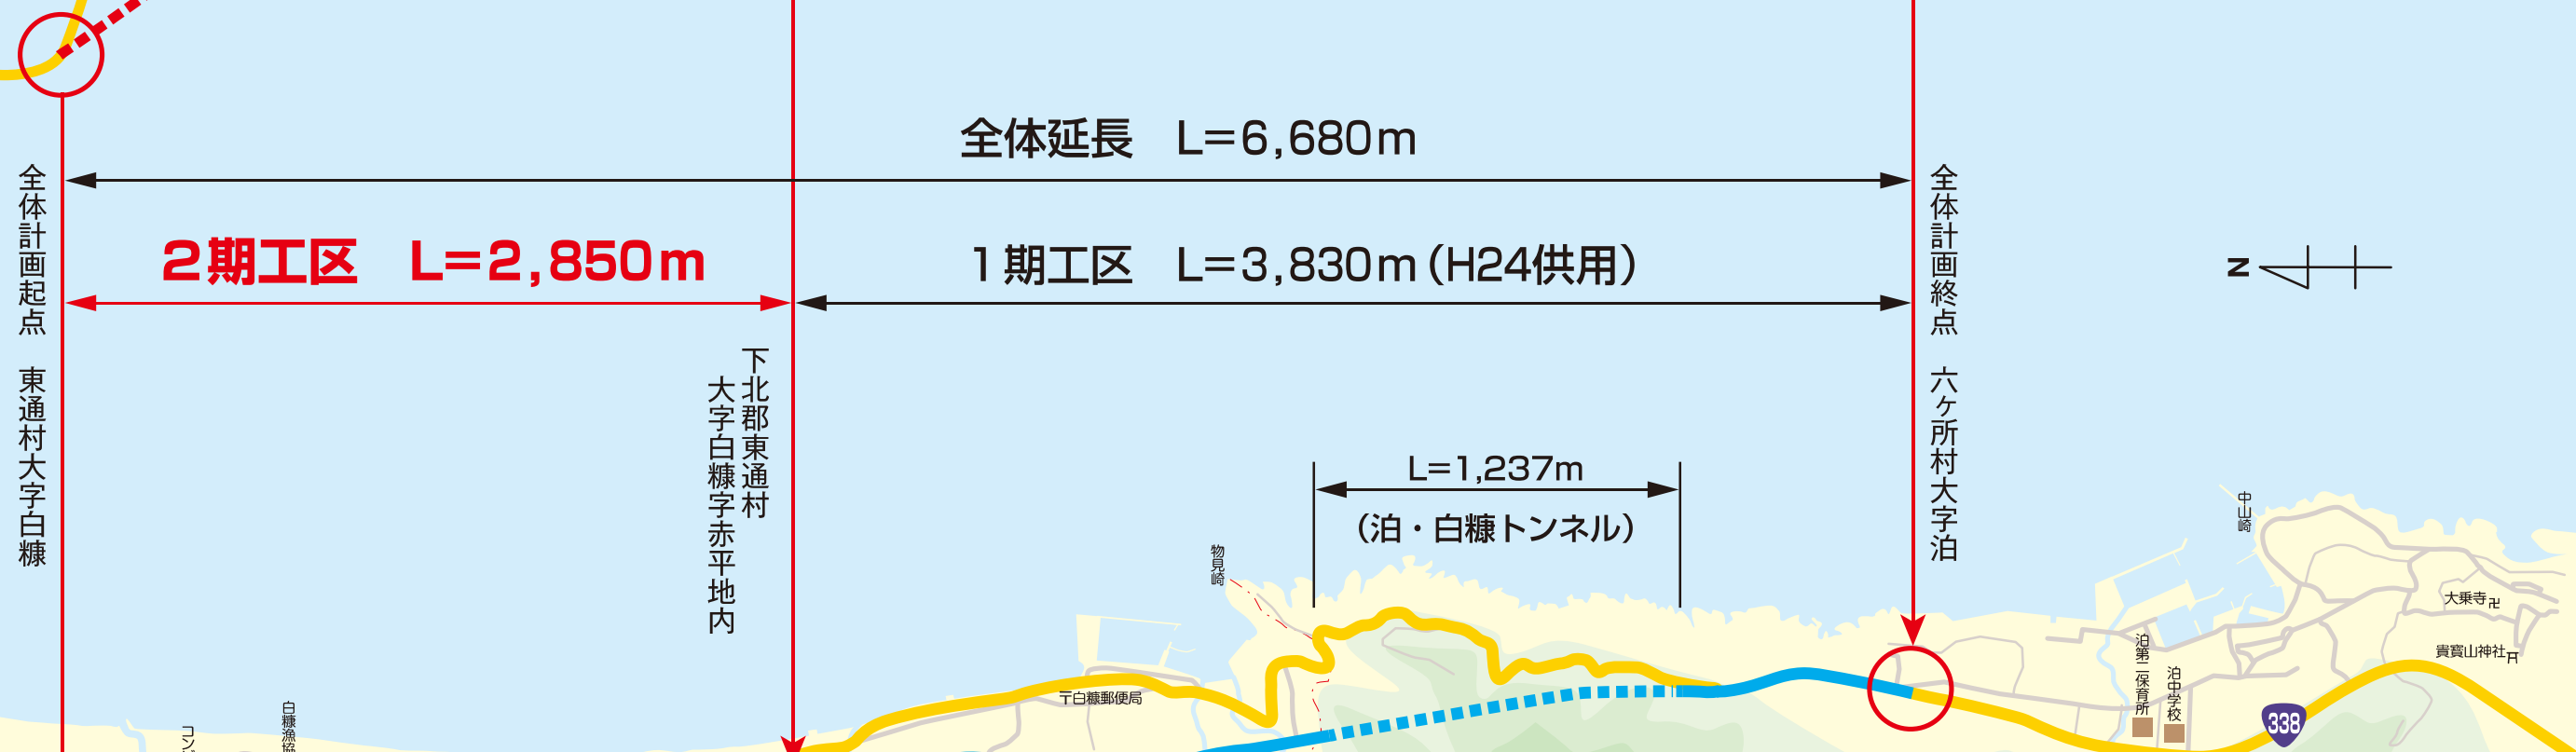 全体延長　L=6,680m
2期工区　L=2,850m
1期工区　L=3,830m（H24供用）
全体計画起点　東通村大字白糠
下北郡東通村
大字白糠字赤平地内
全体計画終点　六ヶ所村大字泊
L=1,237m
（泊・白糠トンネル）
N
中山崎
物見崎
大乗寺
貴寳山神社
泊第二保育所
泊中学校
338
〒白糠郵便局
白糠漁協
コン